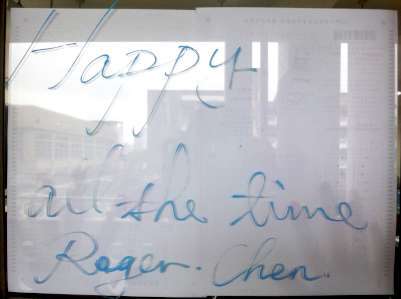 Happy
all the time
Roger. Chen.